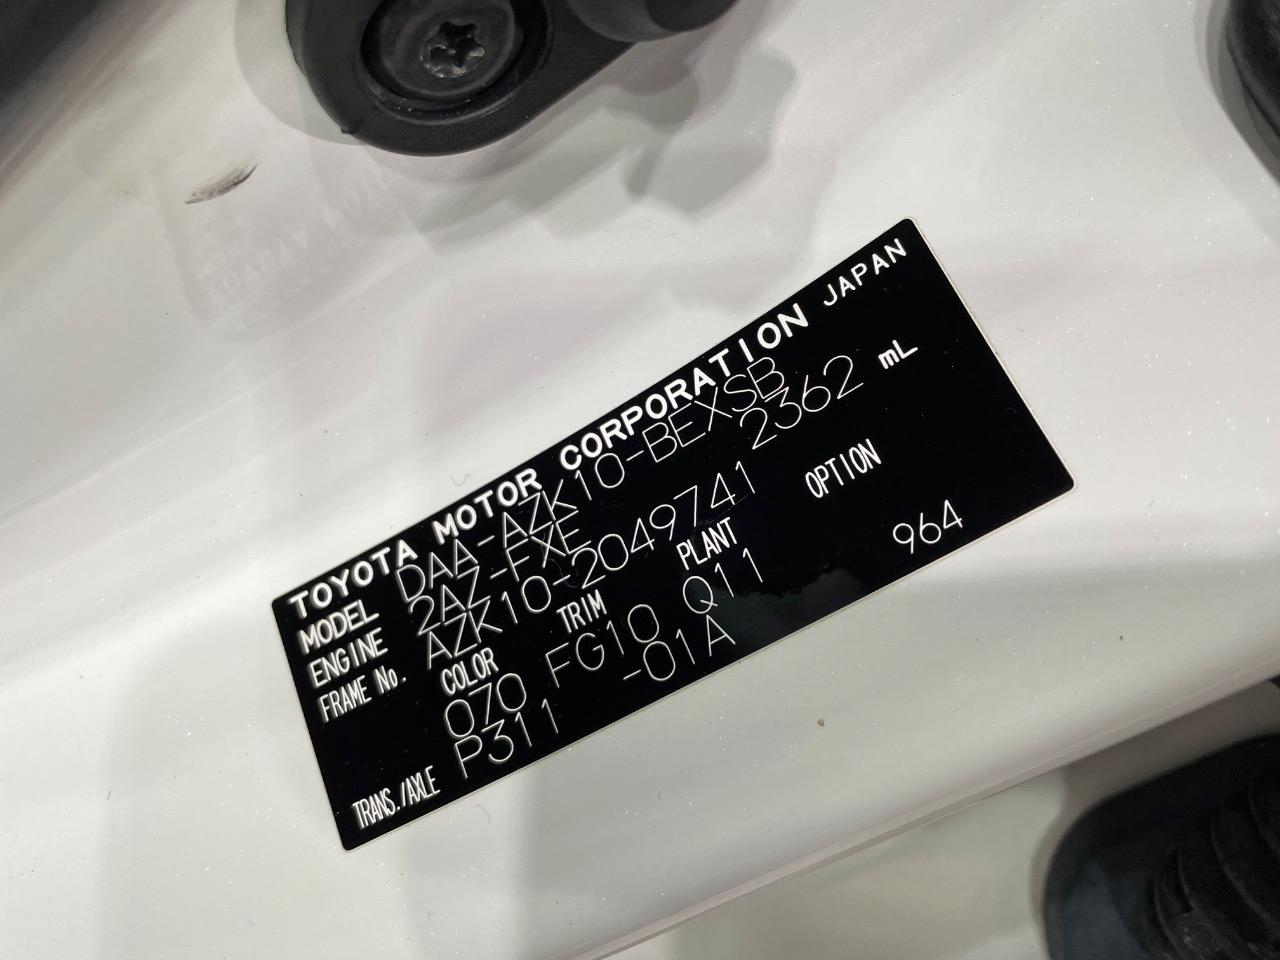 TOYOTA MOTOR CORPORATION JAPAN
MODEL DAA-AZK10-BEXSB
ENGINE 2AZ-FXE 2362 mL
FRAME No. AZK10-2049741
COLOR TRIM PLANT OPTION
070 FG10 Q11 964
TRANS./AXLE P311 -01A